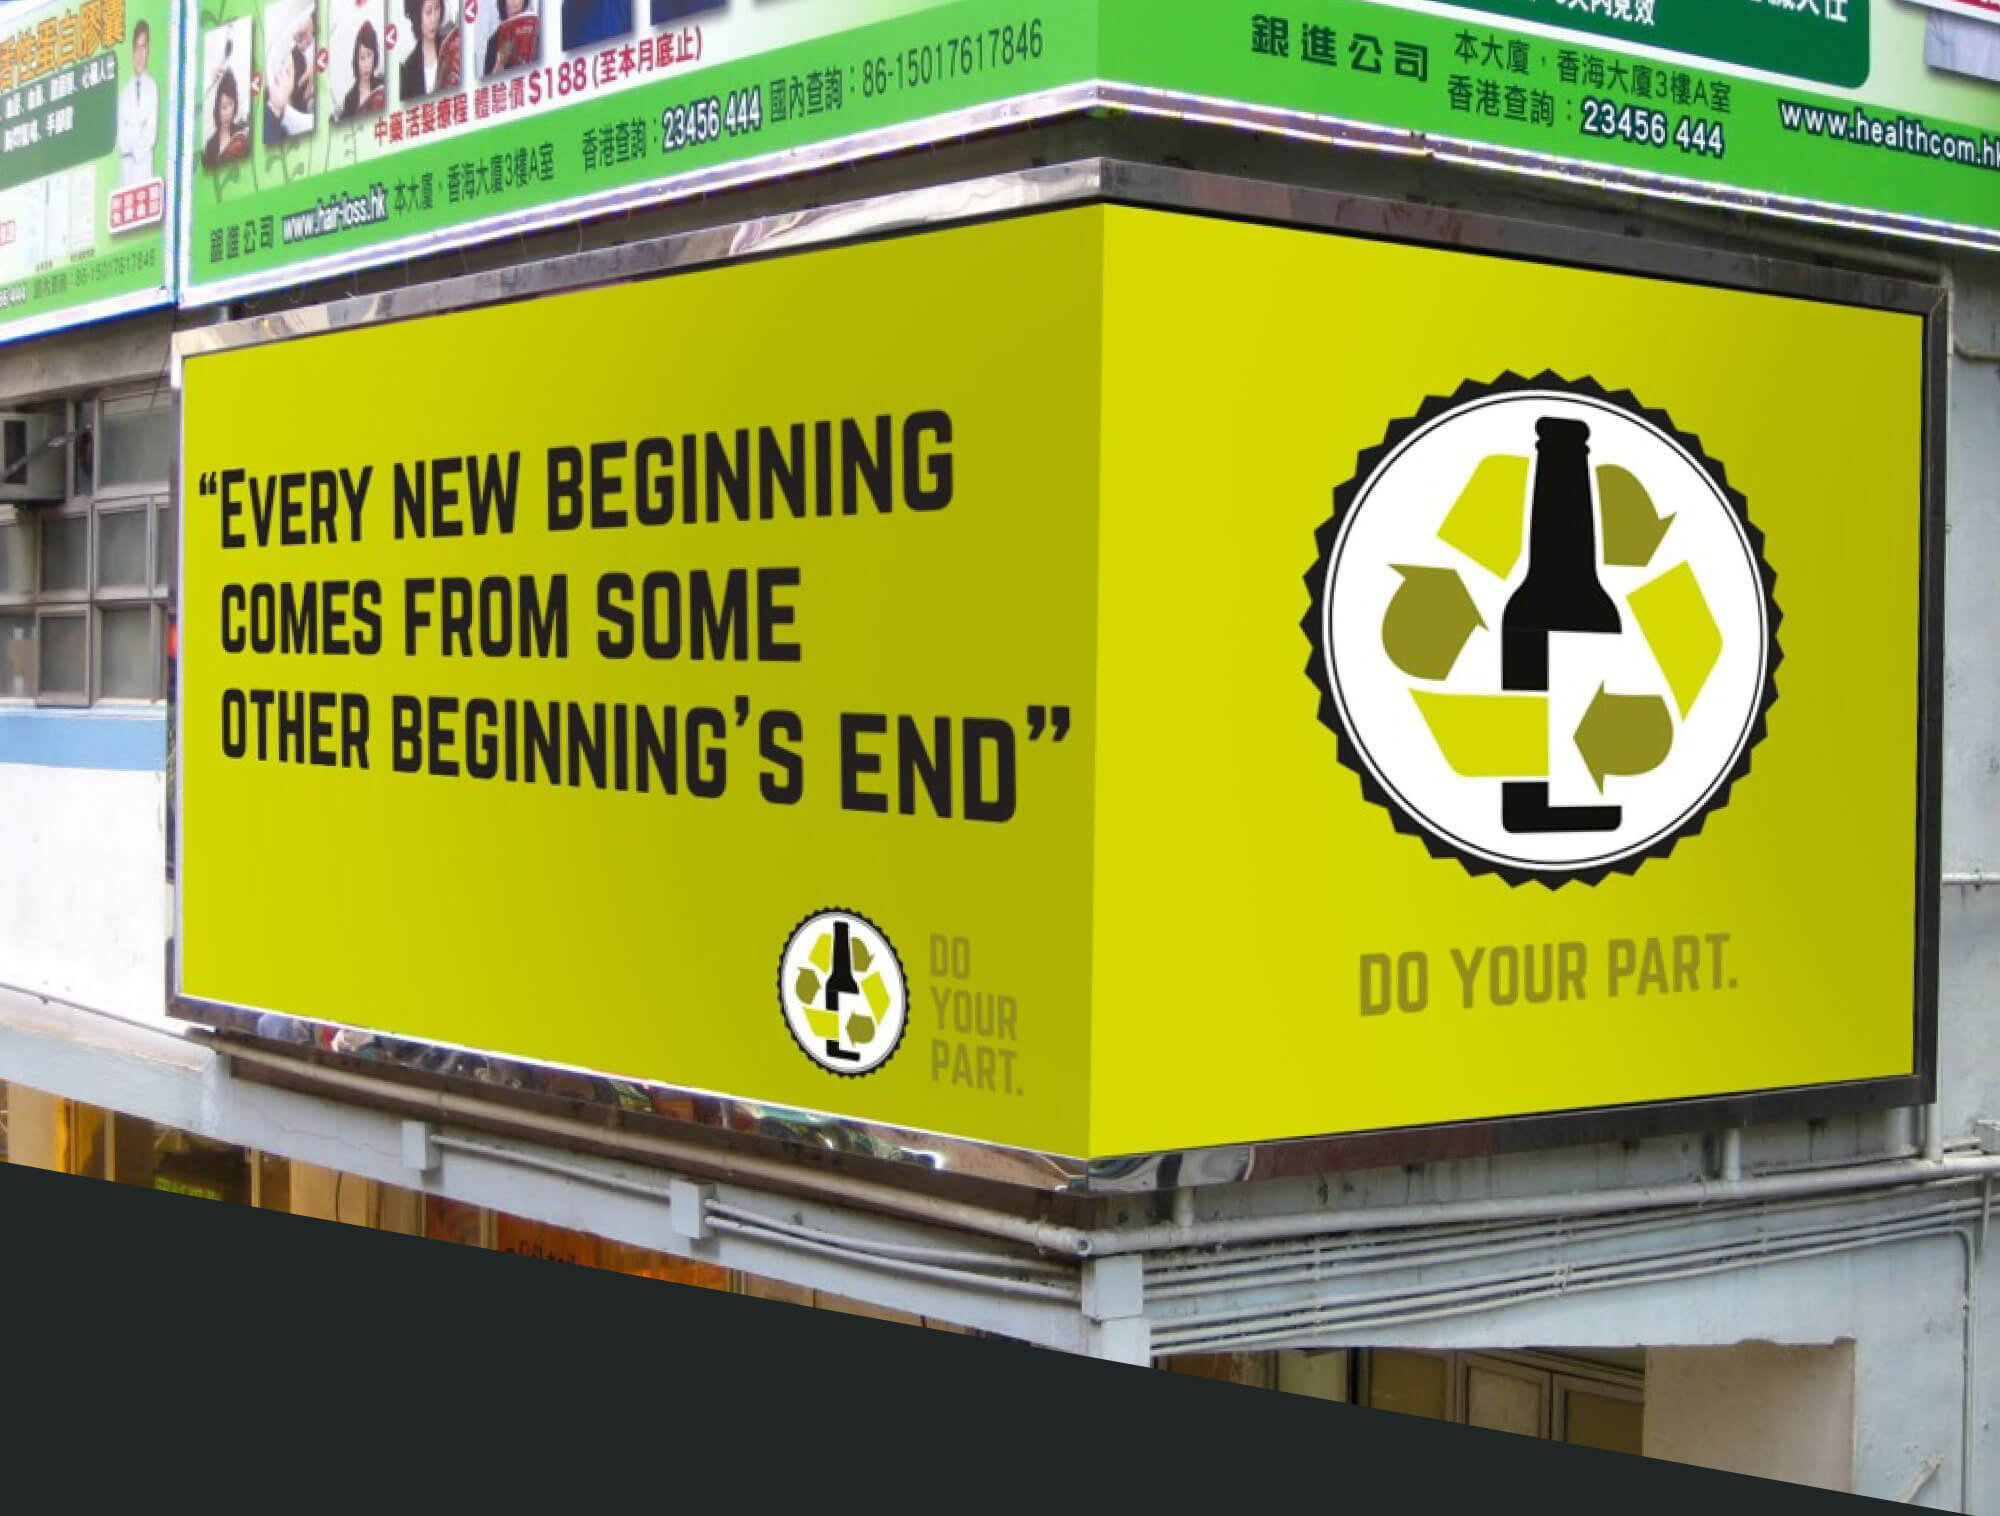 中藥活髮療程 體驗價$188(至本月底止)
銀進公司 www.hair-loss.hk 本大廈，香海大廈3樓A室 香港查詢：23456 444 國內查詢：86-15017617846
銀進公司 本大廈，香海大廈3樓A室
香港查詢：23456 444
www.healthcom.hk
“EVERY NEW BEGINNING
COMES FROM SOME
OTHER BEGINNING’S END”
DO
YOUR
PART.
DO YOUR PART.